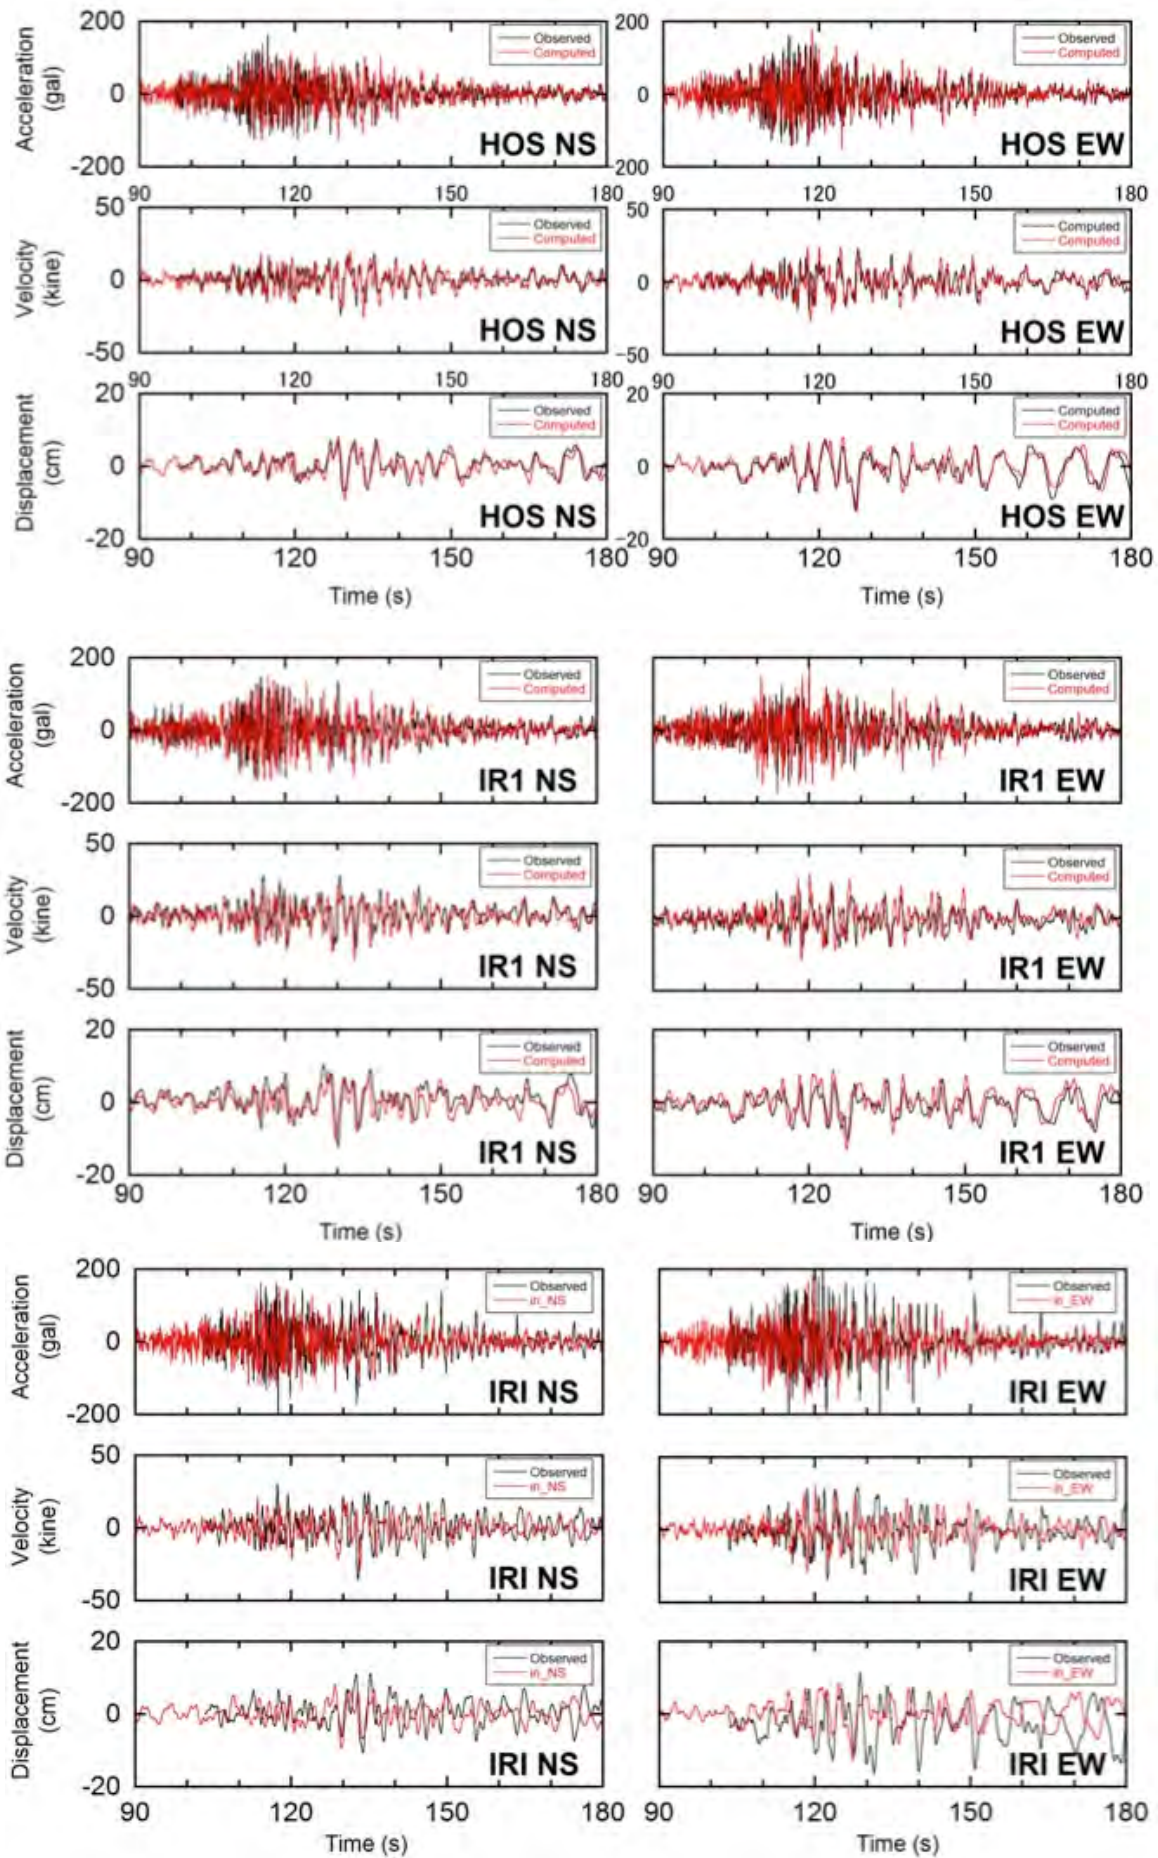 Acceleration (gal)
200
0
-200
Observed
Computed
HOS NS
90 120 150 180
200
-200
Observed
Computed
HOS EW
90 120 150 180
Velocity (kine)
50
0
-50
Observed
Computed
HOS NS
90 120 150 180
50
0
-50
Computed
Computed
HOS EW
90 120 150 180
Displacement (cm)
20
0
-20
Observed
Computed
HOS NS
90 120 150 180
Time (s)
20
0
-20
Computed
Computed
HOS EW
90 120 150 180
Time (s)
Acceleration (gal)
200
0
-200
Observed
Computed
IR1 NS
Observed
Computed
IR1 EW
Velocity (kine)
50
0
-50
Observed
Computed
IR1 NS
Observed
Computed
IR1 EW
Displacement (cm)
20
0
-20
Observed
Computed
IR1 NS
90 120 150 180
Time (s)
Observed
Computed
IR1 EW
90 120 150 180
Time (s)
Acceleration (gal)
200
0
-200
Observed
in_NS
IRI NS
Observed
in_EW
IRI EW
Velocity (kine)
50
0
-50
Observed
in_NS
IRI NS
Observed
in_EW
IRI EW
Displacement (cm)
20
0
-20
Observed
in_NS
IRI NS
90 120 150 180
Time (s)
Observed
in_EW
IRI EW
90 120 150 180
Time (s)